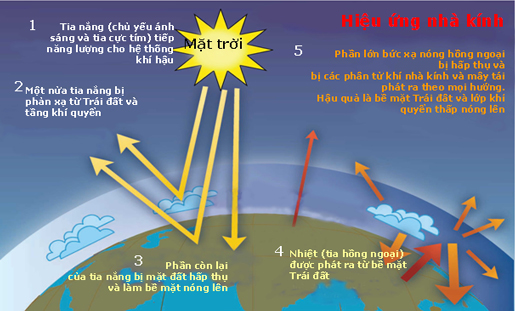 Hiệu ứng nhà kính
Mặt trời
1 Tia nắng (chủ yếu ánh
sáng và tia cực tím) tiếp
năng lượng cho hệ thống
khí hậu
2 Một nửa tia nắng bị
phản xạ từ Trái đất và
tầng khí quyển
3 Phần còn lại
của tia nắng bị mặt đất hấp thụ
và làm bề mặt nóng lên
4 Nhiệt (tia hồng ngoại)
được phát ra từ bề mặt
Trái đất
5 Phần lớn bức xạ nóng hồng ngoại
bị hấp thụ và
bị các phân tử khí nhà kính và mây tái
phát ra theo mọi hướng.
Hậu quả là bề mặt Trái đất và lớp khí
quyển thấp nóng lên